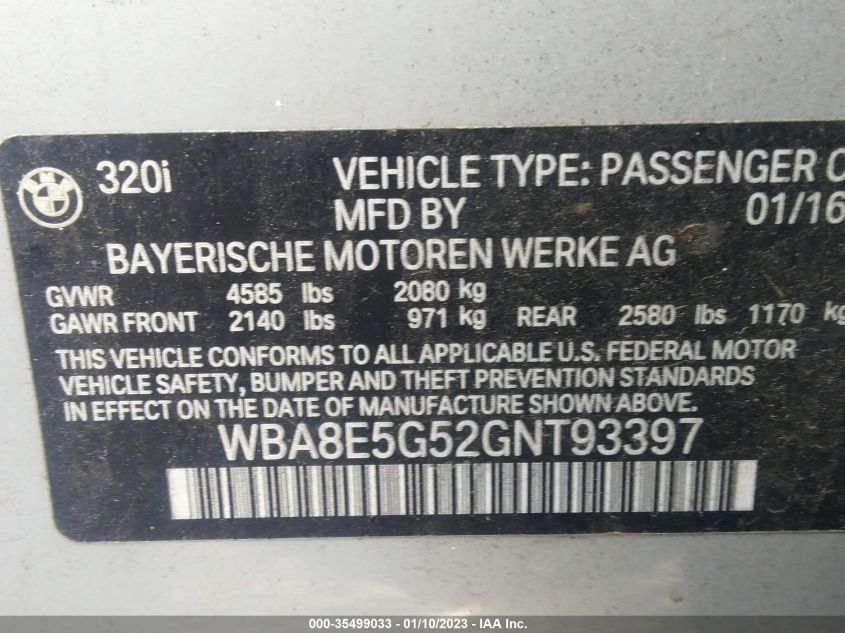 320i VEHICLE TYPE: PASSENGER C
MFD BY 01/16
BAYERISCHE MOTOREN WERKE AG
GVWR 4585 lbs 2080 kg
GAWR FRONT 2140 lbs 971 kg REAR 2580 lbs 1170 kg
THIS VEHICLE CONFORMS TO ALL APPLICABLE U.S. FEDERAL MOTOR
VEHICLE SAFETY, BUMPER AND THEFT PREVENTION STANDARDS
IN EFFECT ON THE DATE OF MANUFACTURE SHOWN ABOVE.
WBA8E5G52GNT93397
000-35499033 - 01/10/2023 - IAA Inc.